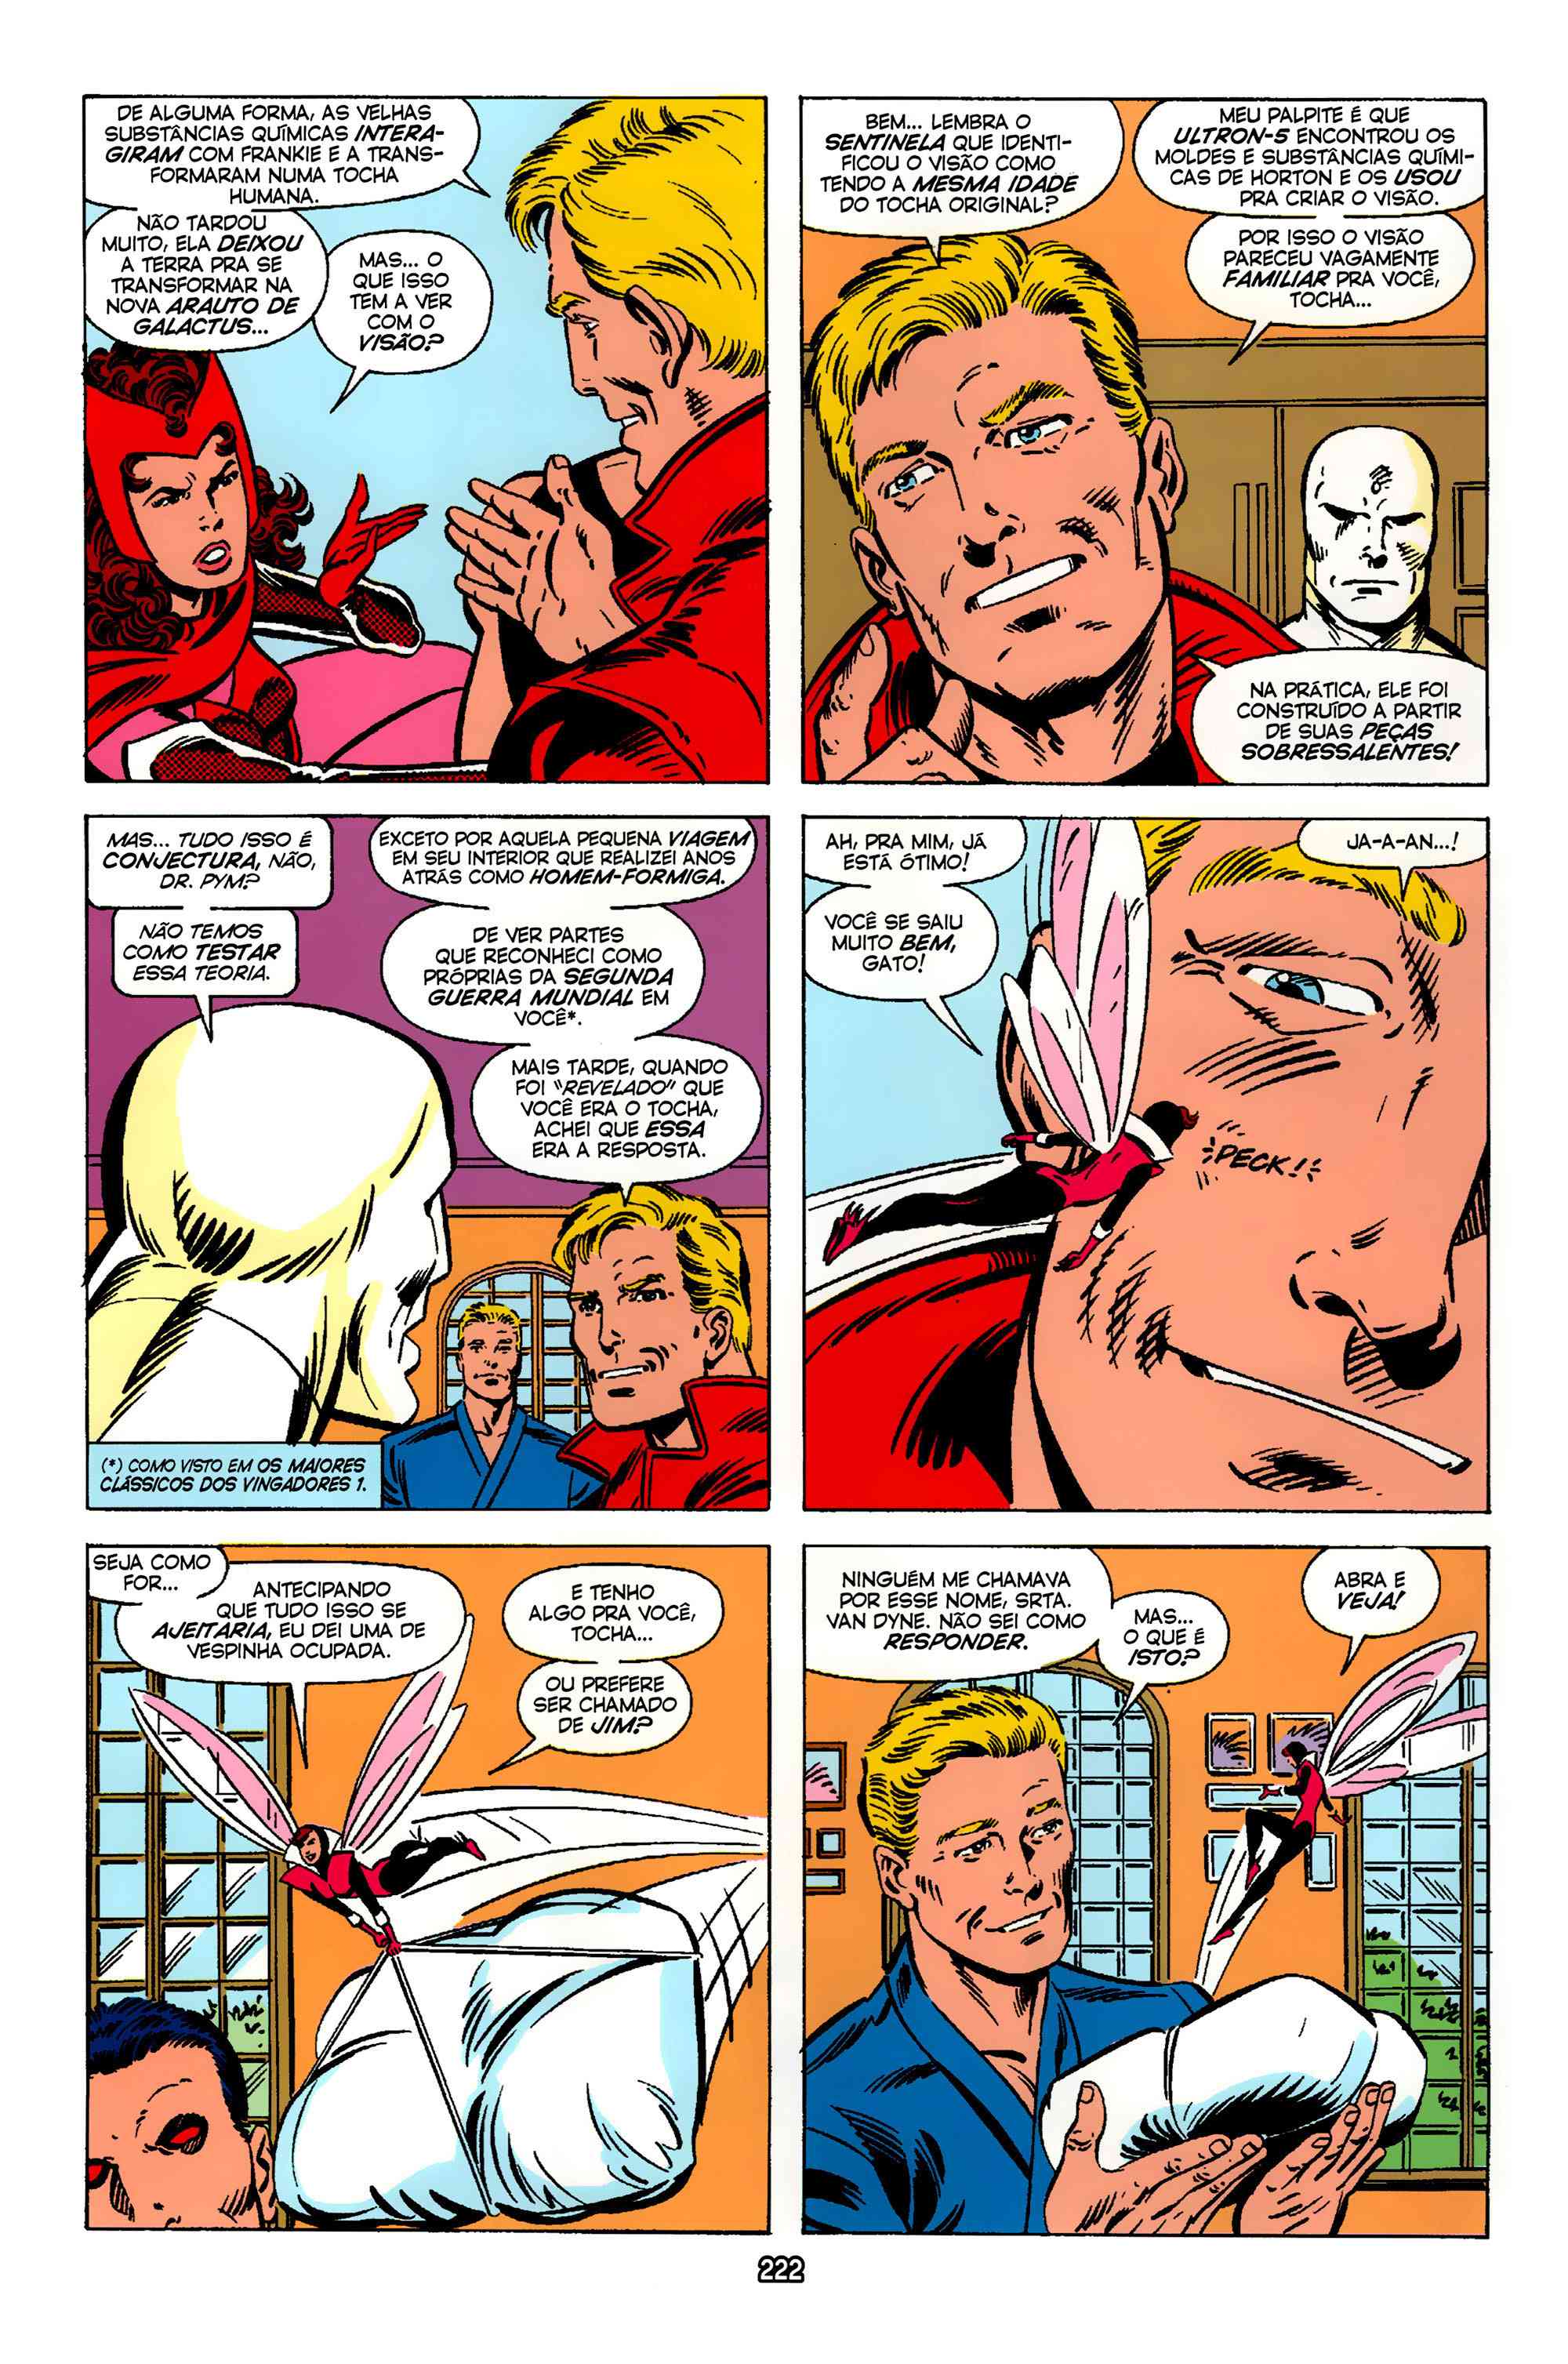 DE ALGUMA FORMA, AS VELHAS
SUBSTÂNCIAS QUÍMICAS INTERA-
GIRAM COM FRANKIE E A TRANS-
FORMARAM NUMA TOCHA
HUMANA.
NÃO TARDOU
MUITO, ELA DEIXOU
A TERRA PRA SE
TRANSFORMAR NA
NOVA ARAUTO DE
GALACTUS...
MAS... O
QUE ISSO
TEM A VER
COM O
VISÃO?
BEM... LEMBRA O
SENTINELA QUE IDENTI-
FICOU O VISÃO COMO
TENDO A MESMA IDADE
DO TOCHA ORIGINAL?
MEU PALPITE É QUE
ULTRON-5 ENCONTROU OS
MOLDES E SUBSTÂNCIAS QUÍMI-
CAS DE HORTON E OS USOU
PRA CRIAR O VISÃO.
POR ISSO O VISÃO
PARECEU VAGAMENTE
FAMILIAR PRA VOCÊ,
TOCHA...
NA PRÁTICA, ELE FOI
CONSTRUÍDO A PARTIR
DE SUAS PEÇAS
SOBRESSALENTES!
MAS... TUDO ISSO É
CONJECTURA, NÃO,
DR. PYM?
NÃO TEMOS
COMO TESTAR
ESSA TEORIA.
EXCETO POR AQUELA PEQUENA VIAGEM
EM SEU INTERIOR QUE REALIZEI ANOS
ATRÁS COMO HOMEM-FORMIGA.
DE VER PARTES
QUE RECONHECI COMO
PRÓPRIAS DA SEGUNDA
GUERRA MUNDIAL EM
VOCÊ*.
MAIS TARDE, QUANDO
FOI "REVELADO" QUE
VOCÊ ERA O TOCHA,
ACHEI QUE ESSA
ERA A RESPOSTA.
(*) COMO VISTO EM OS MAIORES
CLÁSSICOS DOS VINGADORES 1.
AH, PRA MIM, JÁ
ESTÁ ÓTIMO!
VOCÊ SE SAIU
MUITO BEM,
GATO!
JA-A-AN...!
PECK!
SEJA COMO
FOR...
ANTECIPANDO
QUE TUDO ISSO SE
AJEITARIA, EU DEI UMA DE
VESPINHA OCUPADA.
E TENHO
ALGO PRA VOCÊ,
TOCHA...
OU PREFERE
SER CHAMADO
DE JIM?
NINGUÉM ME CHAMAVA
POR ESSE NOME, SRTA.
VAN DYNE. NÃO SEI COMO
RESPONDER.
MAS...
O QUE É
ISTO?
ABRA E
VEJA!
222